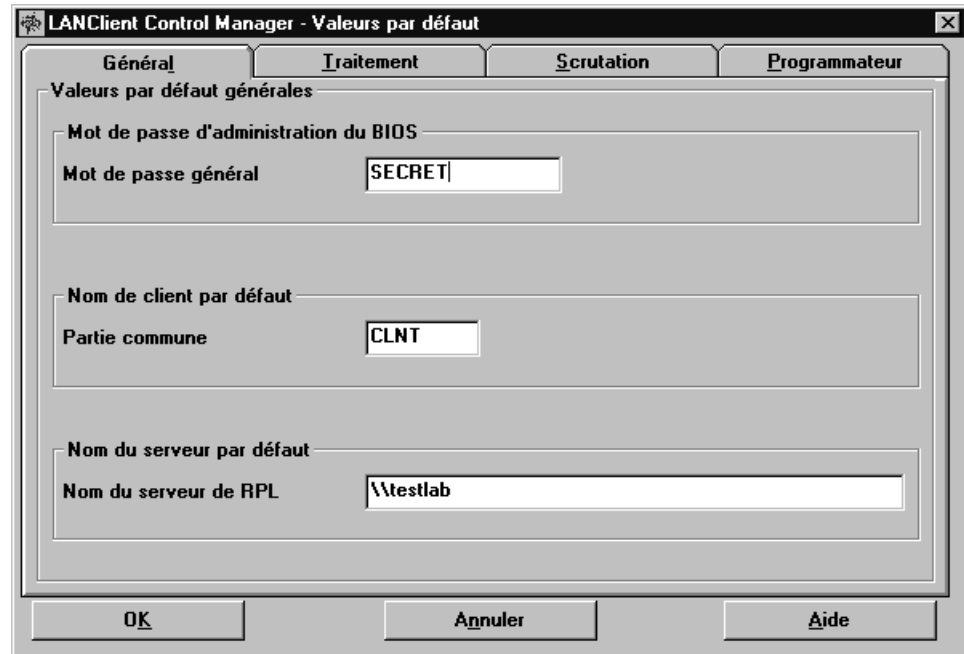 LANClient Control Manager - Valeurs par défaut
Général Traitement Scrutation Programmateur
Valeurs par défaut générales
Mot de passe d'administration du BIOS
Mot de passe général SECRET
Nom de client par défaut
Partie commune CLNT
Nom du serveur par défaut
Nom du serveur de RPL \\testlab
OK Annuler Aide